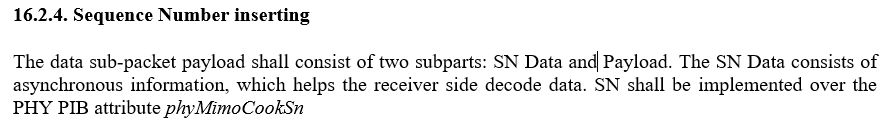 16.2.4. Sequence Number inserting
The data sub-packet payload shall consist of two subparts: SN Data and Payload. The SN Data consists of
asynchronous information, which helps the receiver side decode data. SN shall be implemented over the
PHY PIB attribute phyMimoCookSn